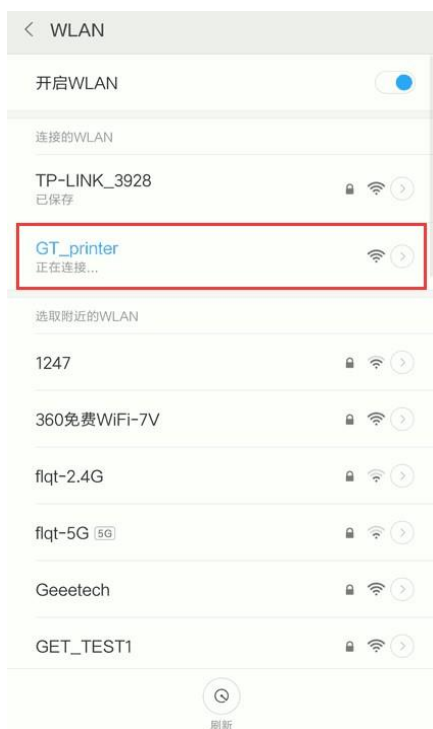 WLAN
开启WLAN
连接的WLAN
TP-LINK_3928
已保存
GT_printer
正在连接...
选取附近的WLAN
1247
360免费WiFi-7V
flqt-2.4G
flqt-5G 5G
Geeetech
GET_TEST1
刷新